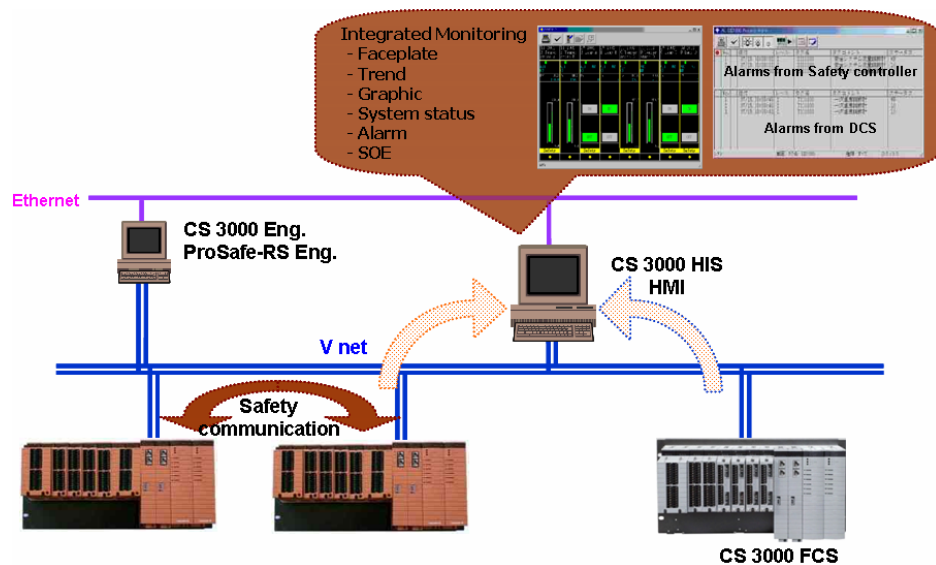 Integrated Monitoring
- Faceplate
- Trend
- Graphic
- System status
- Alarm
- SOE
Alarms from Safety controller
Alarms from DCS
Ethernet
CS 3000 Eng.
ProSafe-RS Eng.
CS 3000 HIS
HMI
V net
Safety
communication
CS 3000 FCS